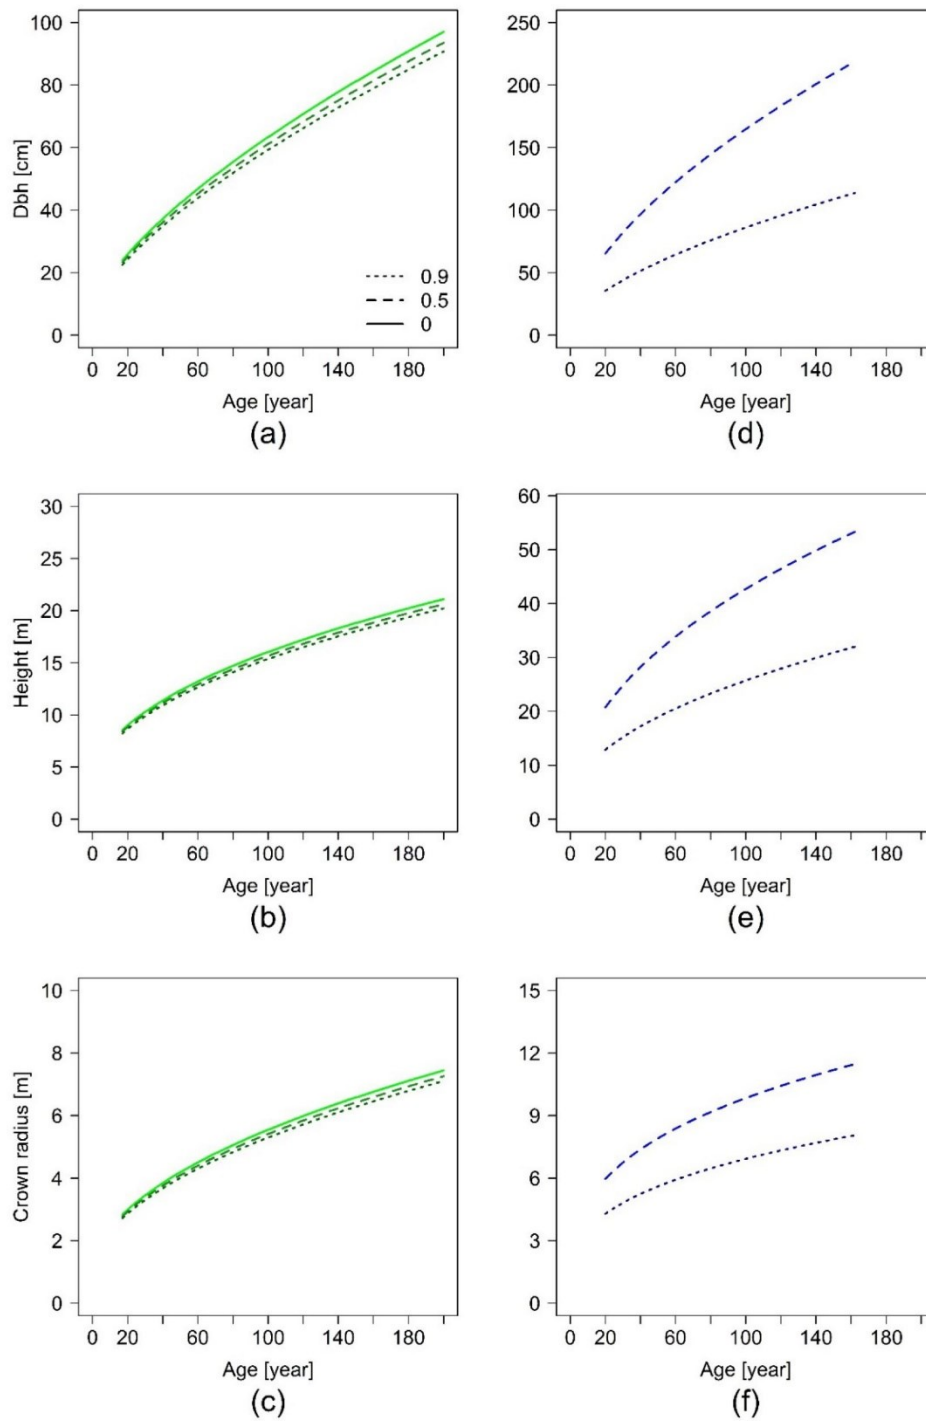 100
80
60
40
20
0
Dbh [cm]
0.9
0.5
0
0 20 60 100 140 180
Age [year]
(a)
250
200
150
100
50
0
0 20 60 100 140 180
Age [year]
(d)
30
25
20
15
10
5
0
Height [m]
0 20 60 100 140 180
Age [year]
(b)
60
50
40
30
20
10
0
0 20 60 100 140 180
Age [year]
(e)
10
8
6
4
2
0
Crown radius [m]
0 20 60 100 140 180
Age [year]
(c)
15
12
9
6
3
0
0 20 60 100 140 180
Age [year]
(f)